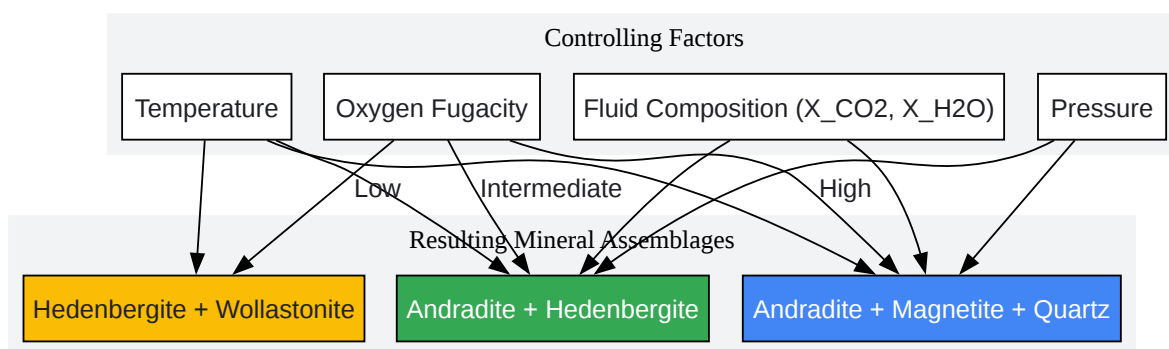 Controlling Factors
Temperature
Oxygen Fugacity
Fluid Composition (X_CO2, X_H2O)
Pressure
Low
Intermediate
High
Resulting Mineral Assemblages
Hedenbergite + Wollastonite
Andradite + Hedenbergite
Andradite + Magnetite + Quartz